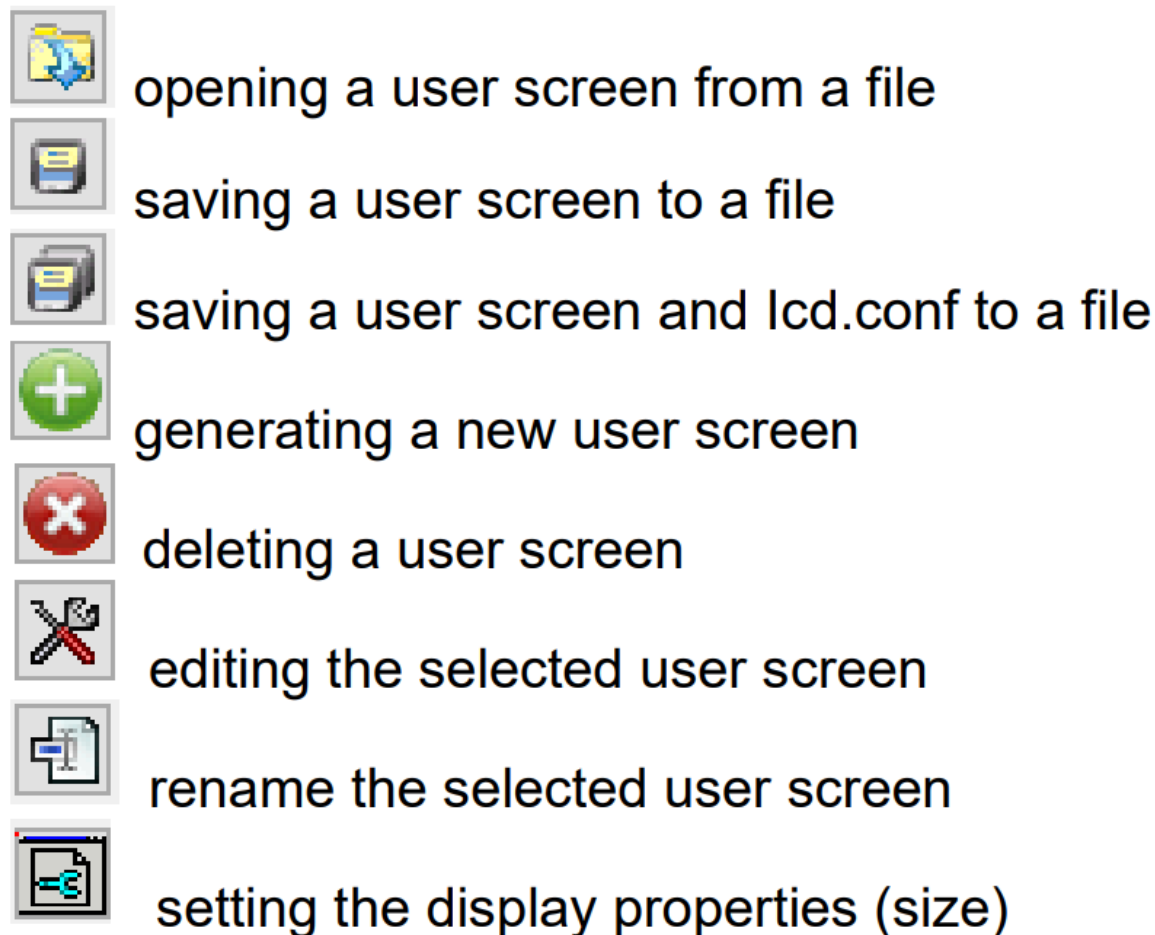 opening a user screen from a file
saving a user screen to a file
saving a user screen and lcd.conf to a file
generating a new user screen
deleting a user screen
editing the selected user screen
rename the selected user screen
setting the display properties (size)